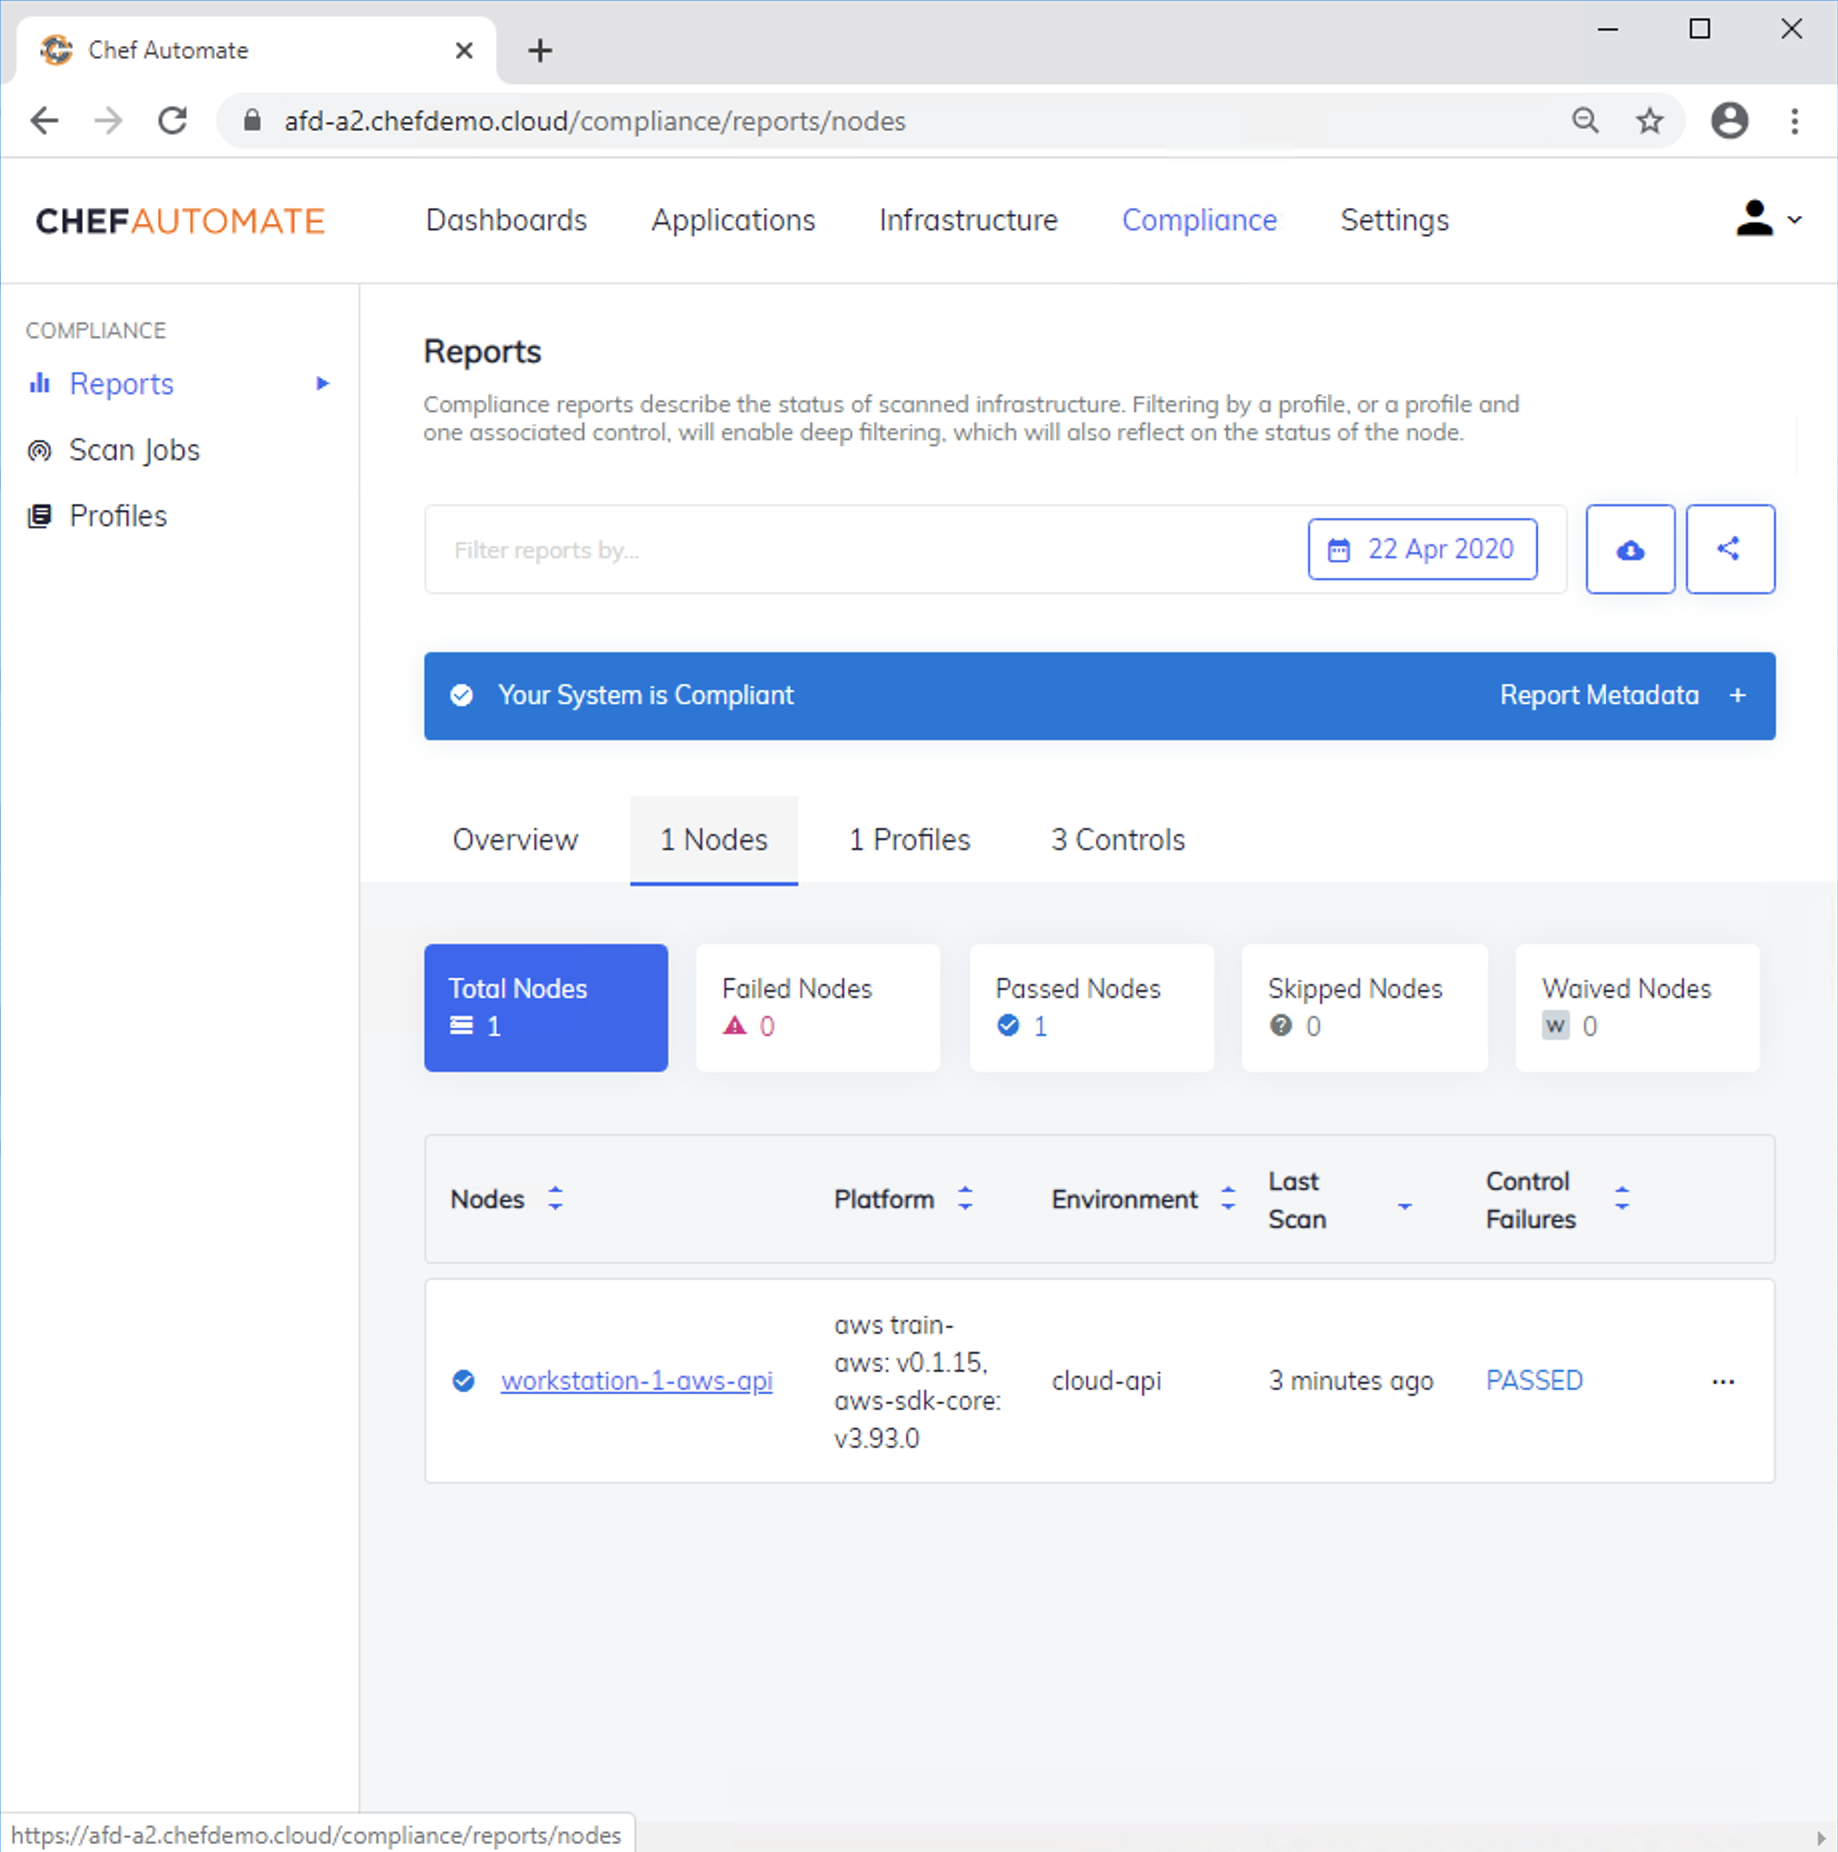 Chef Automate
afd-a2.chefdemo.cloud/compliance/reports/nodes
CHEFAUTOMATE
Dashboards
Applications
Infrastructure
Compliance
Settings
COMPLIANCE
Reports
Scan Jobs
Profiles
Reports
Compliance reports describe the status of scanned infrastructure. Filtering by a profile, or a profile and
one associated control, will enable deep filtering, which will also reflect on the status of the node.
Filter reports by...
22 Apr 2020
Your System is Compliant
Report Metadata +
Overview
1 Nodes
1 Profiles
3 Controls
Total Nodes
1
Failed Nodes
0
Passed Nodes
1
Skipped Nodes
? 0
Waived Nodes
W 0
Nodes
Platform
Environment
Last
Scan
Control
Failures
workstation-1-aws-api
aws train-
aws: v0.1.15,
aws-sdk-core:
v3.93.0
cloud-api
3 minutes ago
PASSED
...
https://afd-a2.chefdemo.cloud/compliance/reports/nodes